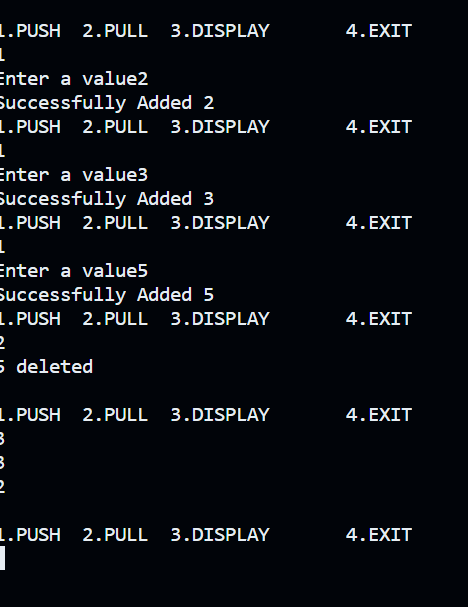 1.PUSH  2.PULL  3.DISPLAY       4.EXIT
1
Enter a value2
Successfully Added 2
1.PUSH  2.PULL  3.DISPLAY       4.EXIT
1
Enter a value3
Successfully Added 3
1.PUSH  2.PULL  3.DISPLAY       4.EXIT
1
Enter a value5
Successfully Added 5
1.PUSH  2.PULL  3.DISPLAY       4.EXIT
2
5 deleted
1.PUSH  2.PULL  3.DISPLAY       4.EXIT
3
3
2
1.PUSH  2.PULL  3.DISPLAY       4.EXIT